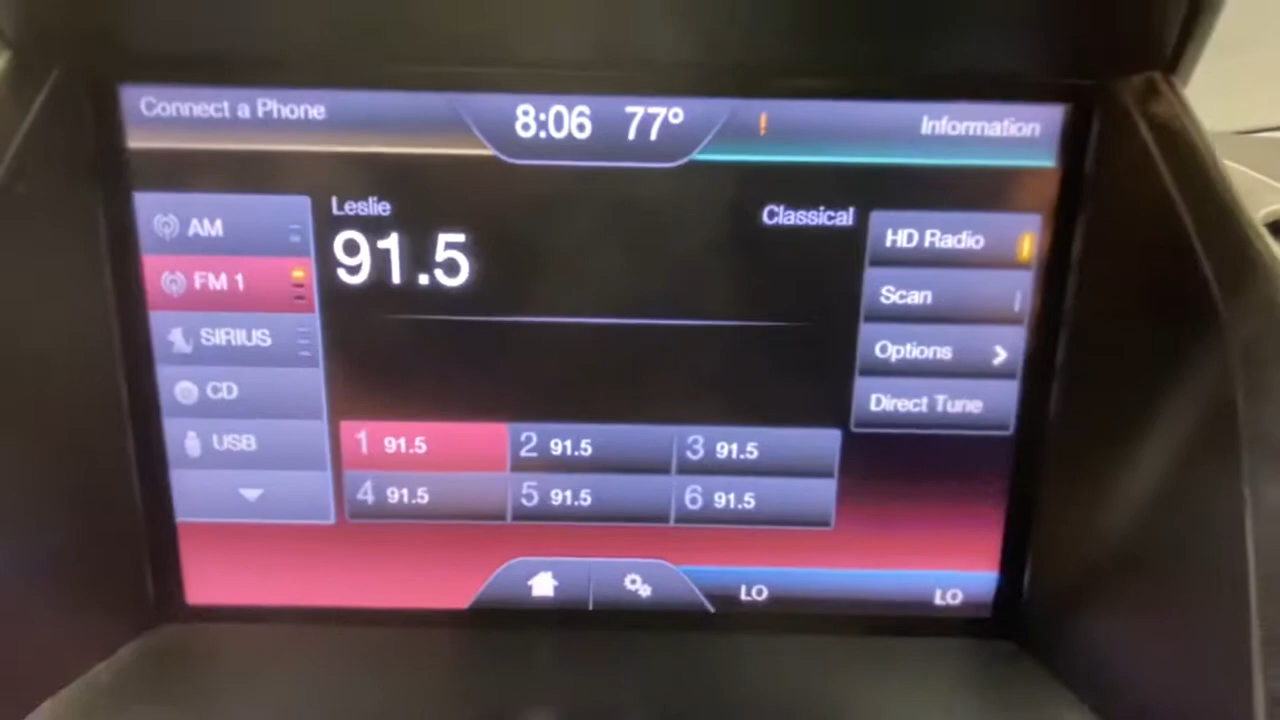 Connect a Phone
8:06 77°
!
Information
AM
FM 1
SIRIUS
CD
USB
Leslie
Classical
91.5
HD Radio
Scan
Options
Direct Tune
1 91.5
2 91.5
3 91.5
4 91.5
5 91.5
6 91.5
LO
LO